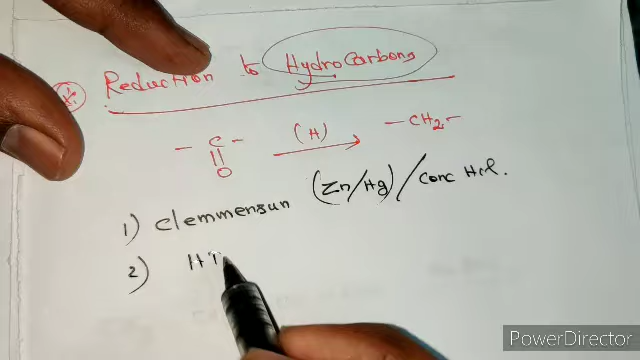 Reduction to Hydrocarbons
- C - (H) → - CH2 -
||
O
1) Clemmensun (Zn/Hg)/Conc Hcl.
2)
PowerDirector